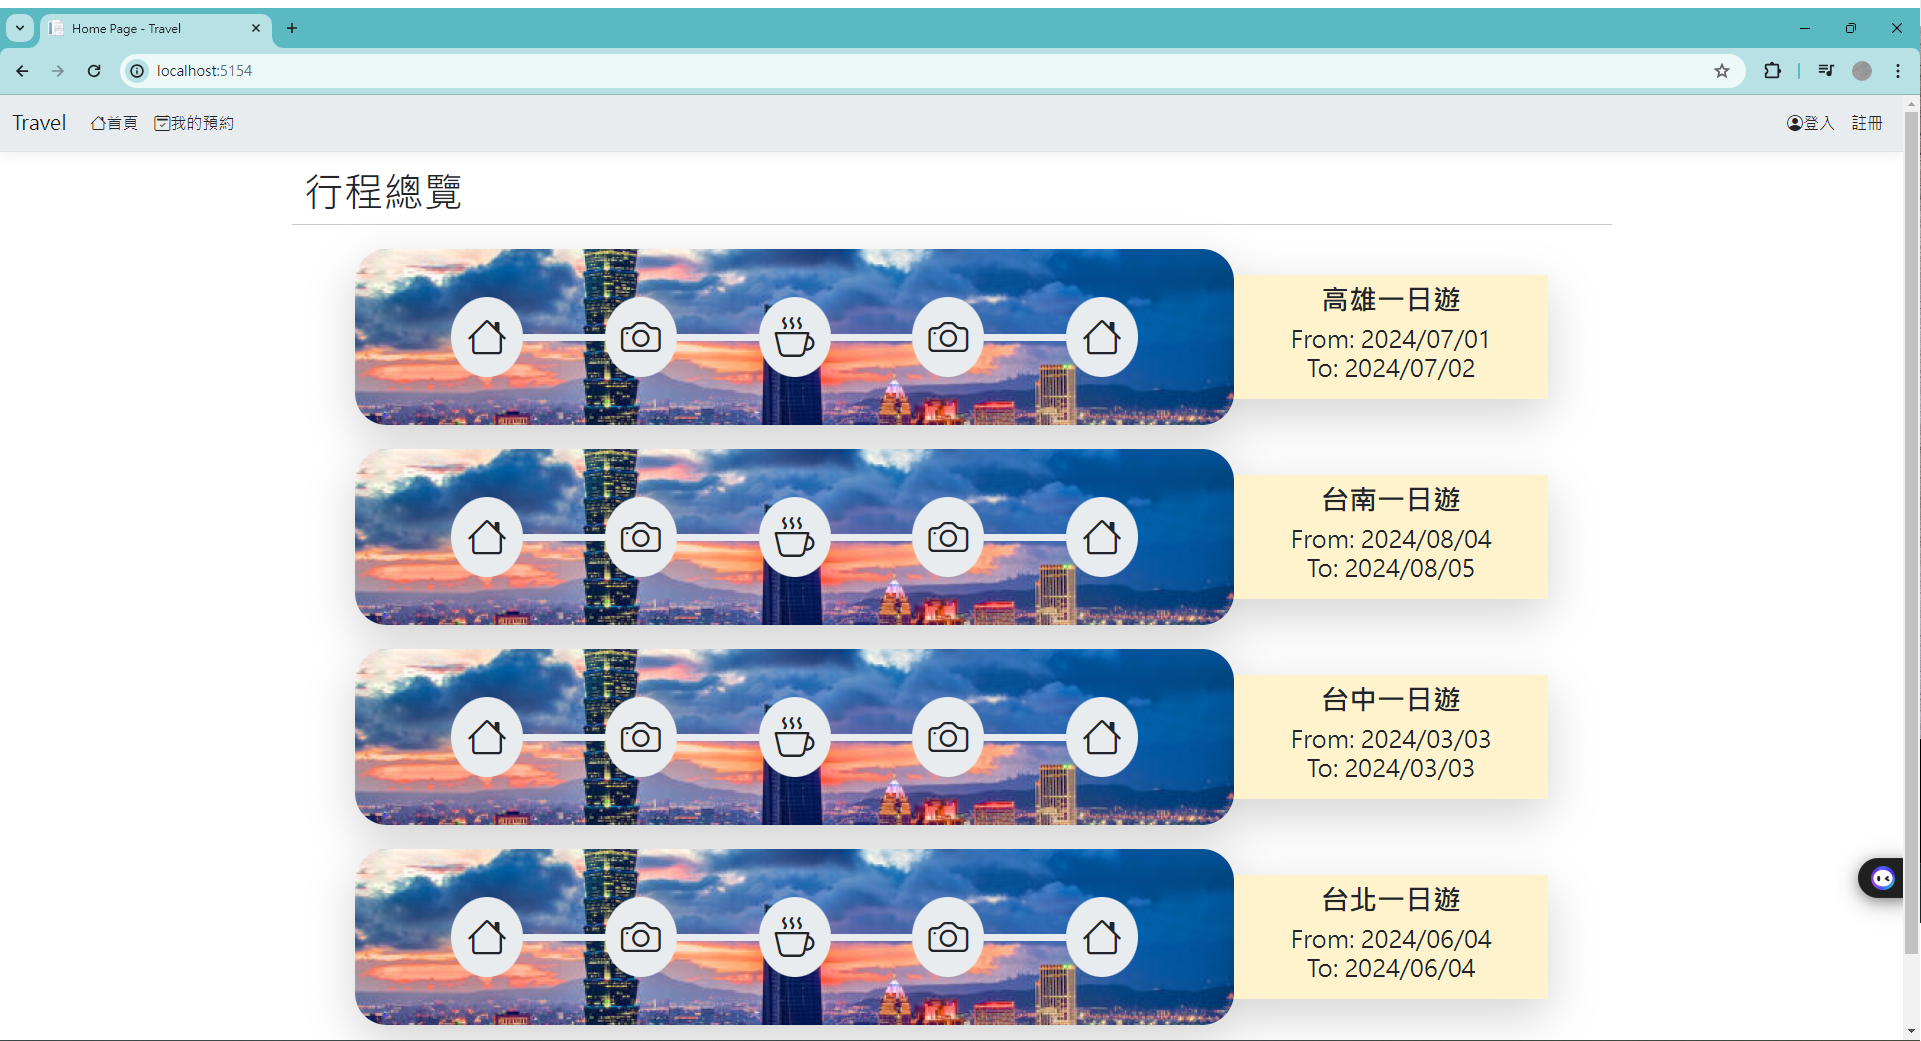 Home Page - Travel
localhost:5154
Travel 首頁 我的預約 登入 註冊
行程總覽
高雄一日遊
From: 2024/07/01
To: 2024/07/02
台南一日遊
From: 2024/08/04
To: 2024/08/05
台中一日遊
From: 2024/03/03
To: 2024/03/03
台北一日遊
From: 2024/06/04
To: 2024/06/04